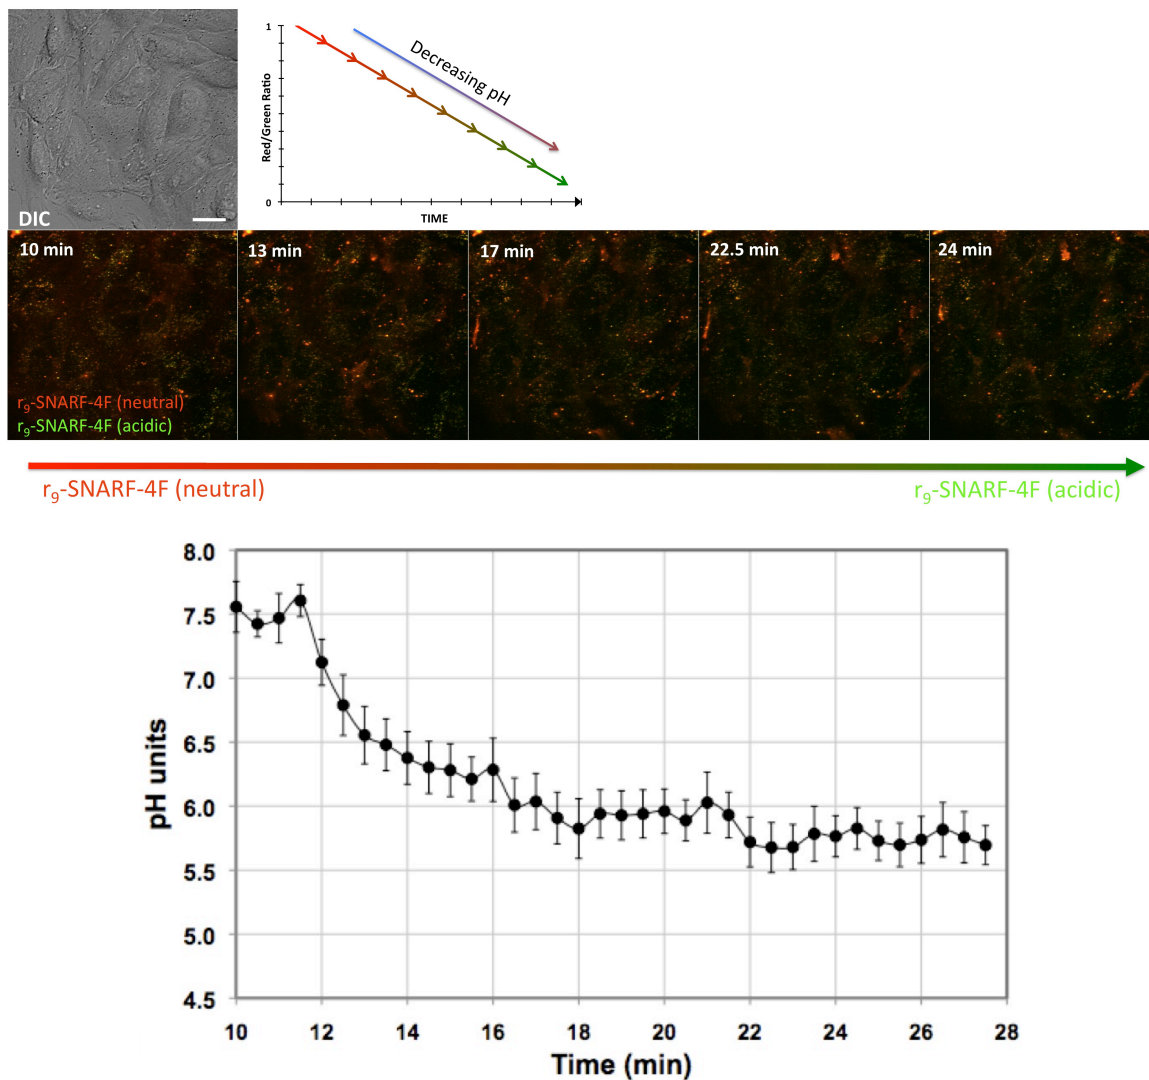 DIC
1
Red/Green Ratio
0
Decreasing pH
TIME
10 min
13 min
17 min
22.5 min
24 min
r₉-SNARF-4F (neutral)
r₉-SNARF-4F (acidic)
r₉-SNARF-4F (neutral)
r₉-SNARF-4F (acidic)
8.0
7.5
7.0
6.5
6.0
5.5
5.0
4.5
pH units
10 12 14 16 18 20 22 24 26 28
Time (min)